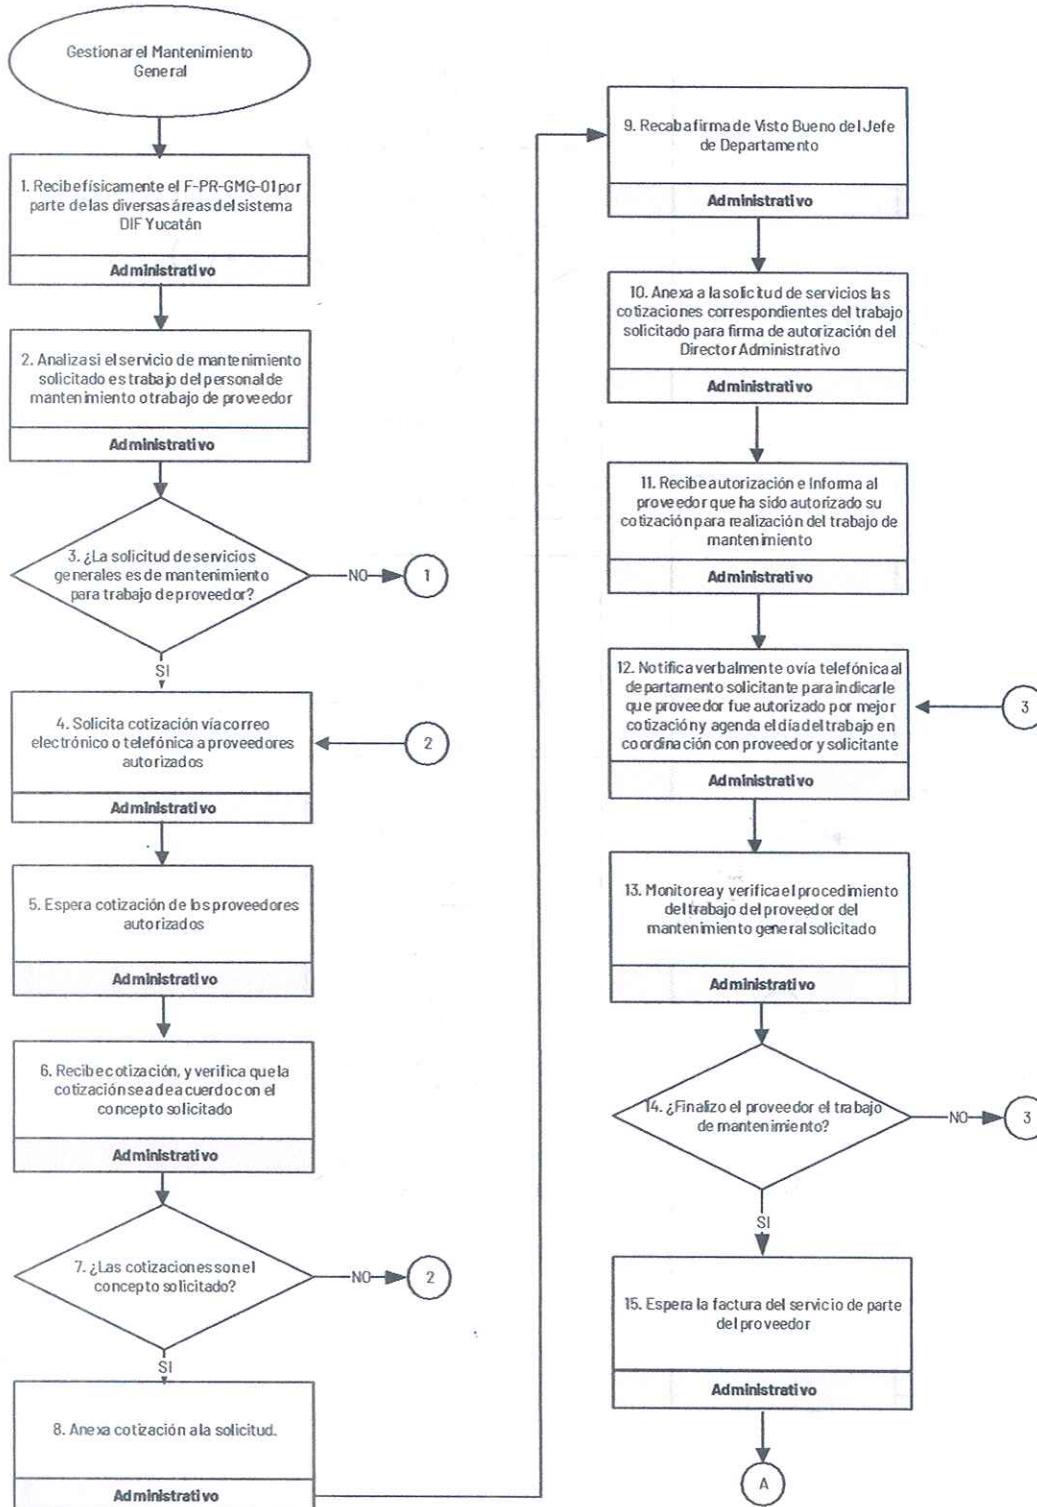 Gestionar el Mantenimiento
General
1. Recibe físicamente el F-PR-GMG-01 por
parte de las diversas áreas del sistema
DIF Yucatán
Administrativo
2. Analiza si el servicio de mantenimiento
solicitado es trabajo del personal de
mantenimiento o trabajo de proveedor
Administrativo
3. ¿La solicitud de servicios
generales es de mantenimiento
para trabajo de proveedor?
NO
1
SI
4. Solicita cotización vía correo
electrónico o telefónica a proveedores
autorizados
Administrativo
2
5. Espera cotización de los proveedores
autorizados
Administrativo
6. Recibe cotización, y verifica que la
cotización sea de acuerdo con el
concepto solicitado
Administrativo
7. ¿Las cotizaciones son el
concepto solicitado?
NO
2
SI
8. Anexa cotización a la solicitud.
Administrativo
9. Recaba firma de Visto Bueno del Jefe
de Departamento
Administrativo
10. Anexa a la solicitud de servicios las
cotizaciones correspondientes del trabajo
solicitado para firma de autorización del
Director Administrativo
Administrativo
11. Recibe autorización e Informa al
proveedor que ha sido autorizado su
cotización para realización del trabajo de
mantenimiento
Administrativo
12. Notifica verbalmente o vía telefónica al
departamento solicitante para indicarle
que proveedor fue autorizado por mejor
cotización y agenda el día del trabajo en
coordinación con proveedor y solicitante
Administrativo
3
13. Monitorea y verifica el procedimiento
del trabajo del proveedor del
mantenimiento general solicitado
Administrativo
14. ¿Finalizo el proveedor el trabajo
de mantenimiento?
NO
3
SI
15. Espera la factura del servicio de parte
del proveedor
Administrativo
A